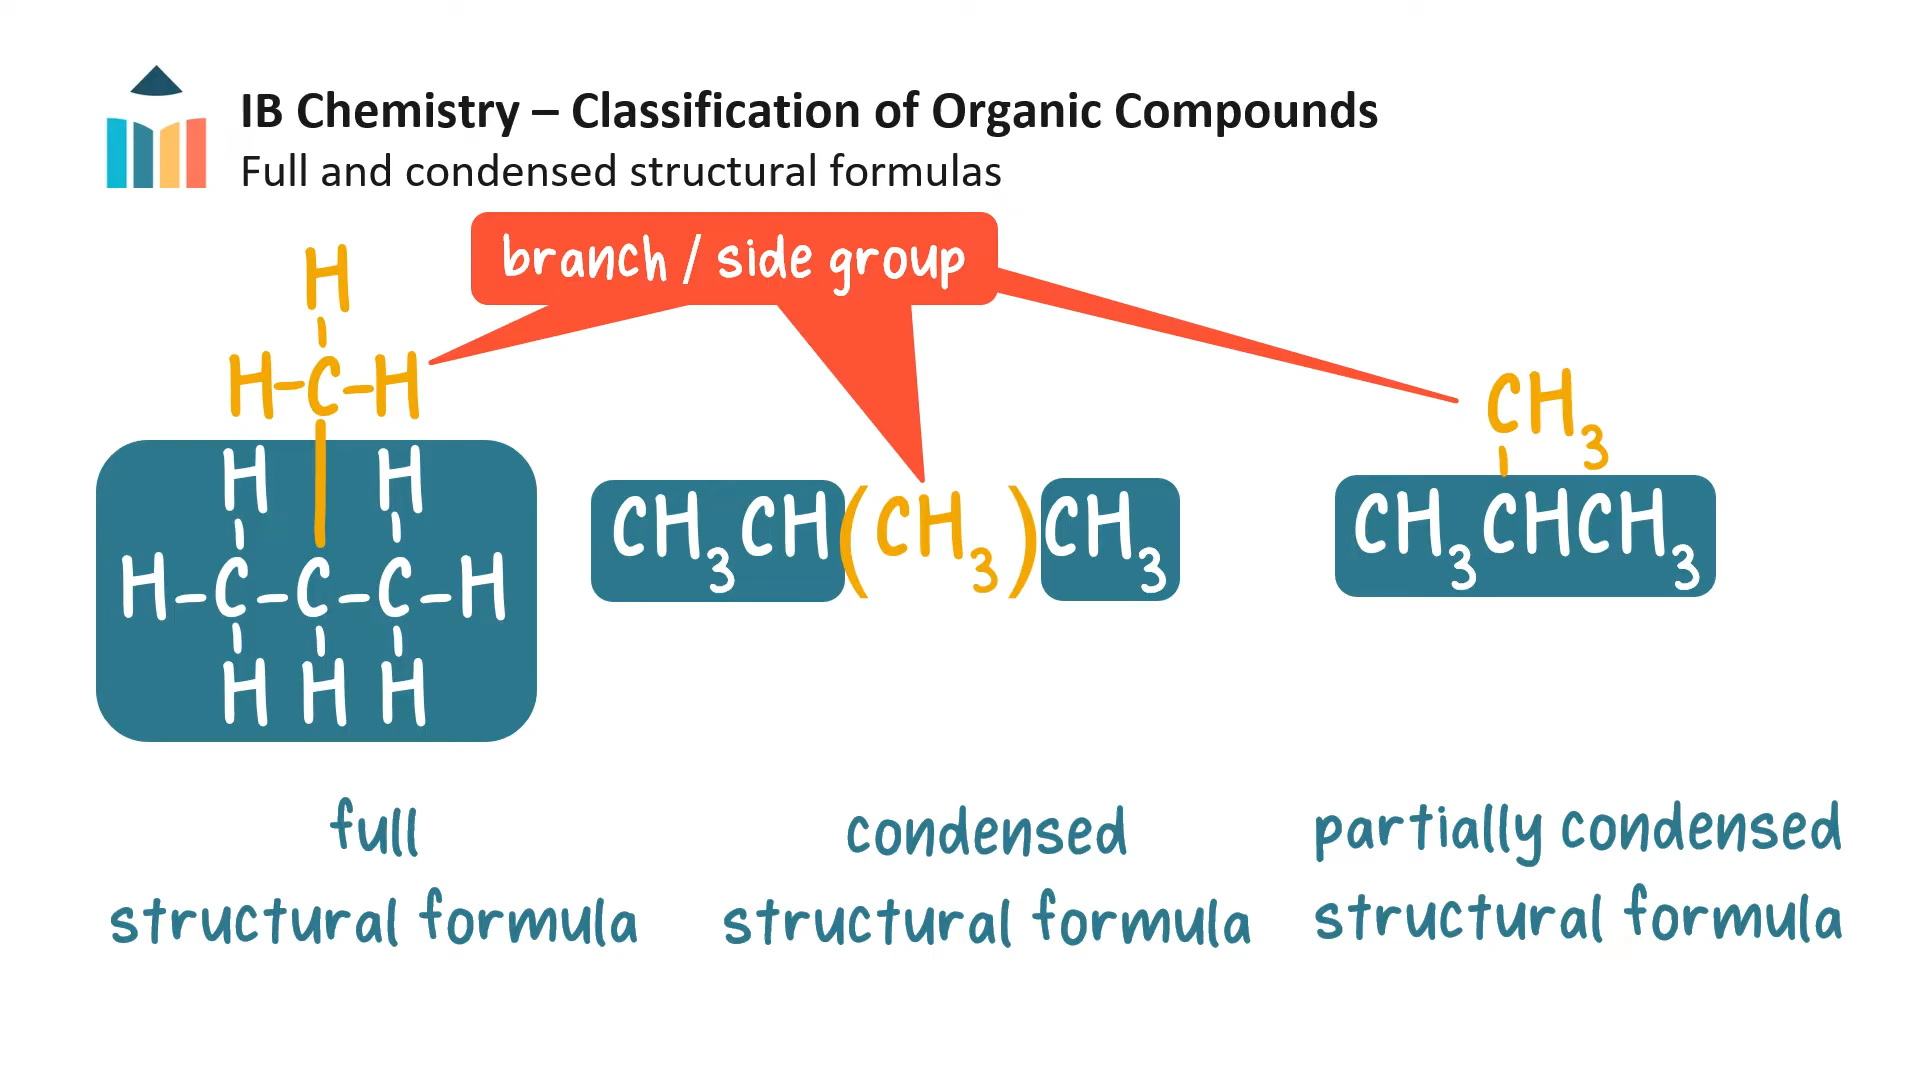 IB Chemistry – Classification of Organic Compounds
Full and condensed structural formulas
branch / side group
H
H-C-H
H H
H-C-C-C-H
H H H
CH₃CH(CH₃)CH₃
CH₃
CH₃CHCH₃
full
structural formula
condensed
structural formula
partially condensed
structural formula